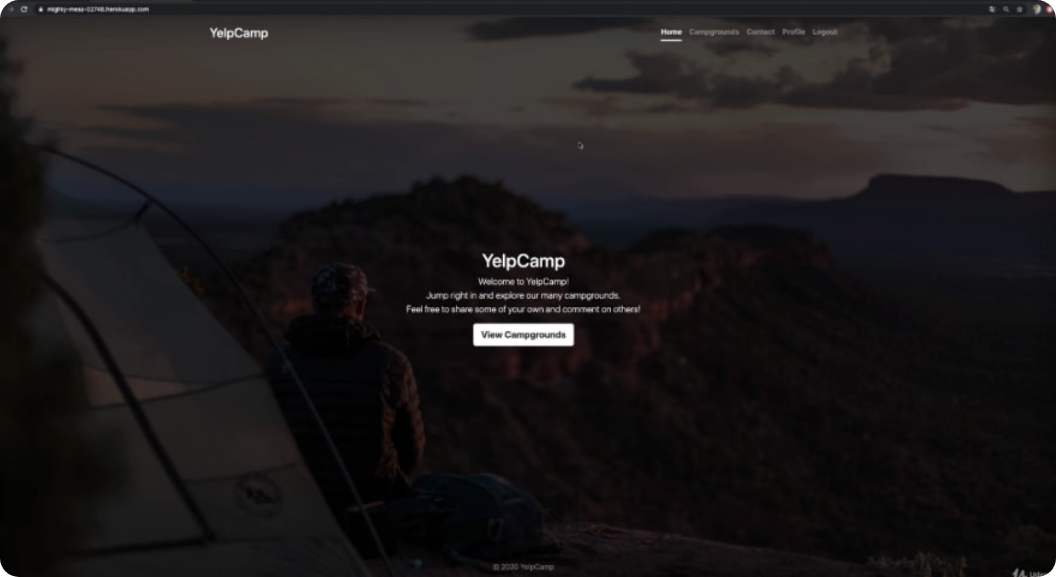 mighty-mesa-02748.herokuapp.com
YelpCamp
Home Campgrounds Contact Profile Logout
YelpCamp
Welcome to YelpCamp!
Jump right in and explore our many campgrounds.
Feel free to share some of your own and comment on others!
View Campgrounds
© 2020 YelpCamp